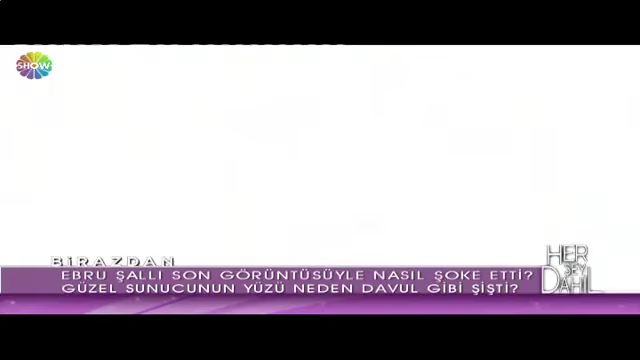 SHOW
BİRAZDAN
EBRU ŞALLI SON GÖRÜNTÜSÜYLE NASIL ŞOKE ETTİ?
GÜZEL SUNUCUNUN YÜZÜ NEDEN DAVUL GİBİ ŞİŞTİ?
HER
ŞEY
DAHİL